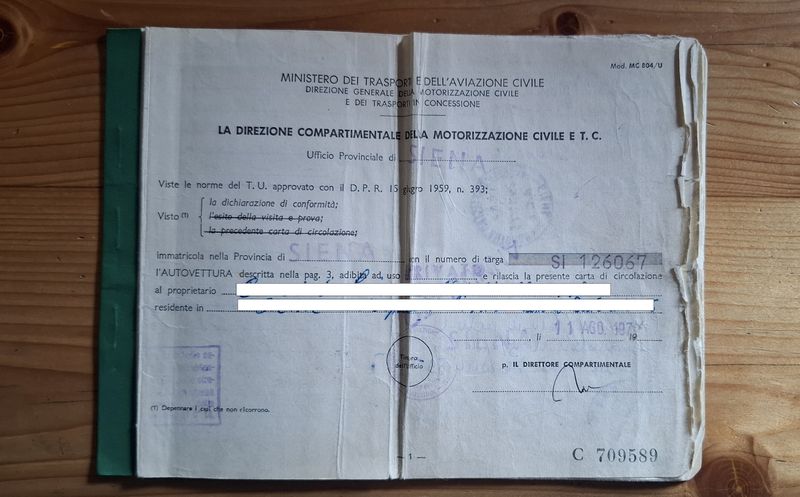 Mod. MC 804/U
MINISTERO DEI TRASPORTI E DELL'AVIAZIONE CIVILE
DIREZIONE GENERALE DELLA MOTORIZZAZIONE CIVILE
E DEI TRASPORTI IN CONCESSIONE
LA DIREZIONE COMPARTIMENTALE DELLA MOTORIZZAZIONE CIVILE E T. C.
Ufficio Provinciale di SIENA
Viste le norme del T. U. approvato con il D. P. R. 15 giugno 1959, n. 393;
la dichiarazione di conformità;
Visto (1) l'esito della visita e prova;
la precedente carta di circolazione;
immatricola nella Provincia di SIENA con il numero di targa SI 126067
l'AUTOVETTURA descritta nella pag. 3, adibita ad uso PRIVATO e rilascia la presente carta di circolazione
al proprietario
residente in
11 AGO 197
lì 19
Timbro
dell'Ufficio
p. IL DIRETTORE COMPARTIMENTALE
(1) Depennare i casi che non ricorrono.
— 1 —
C 709589